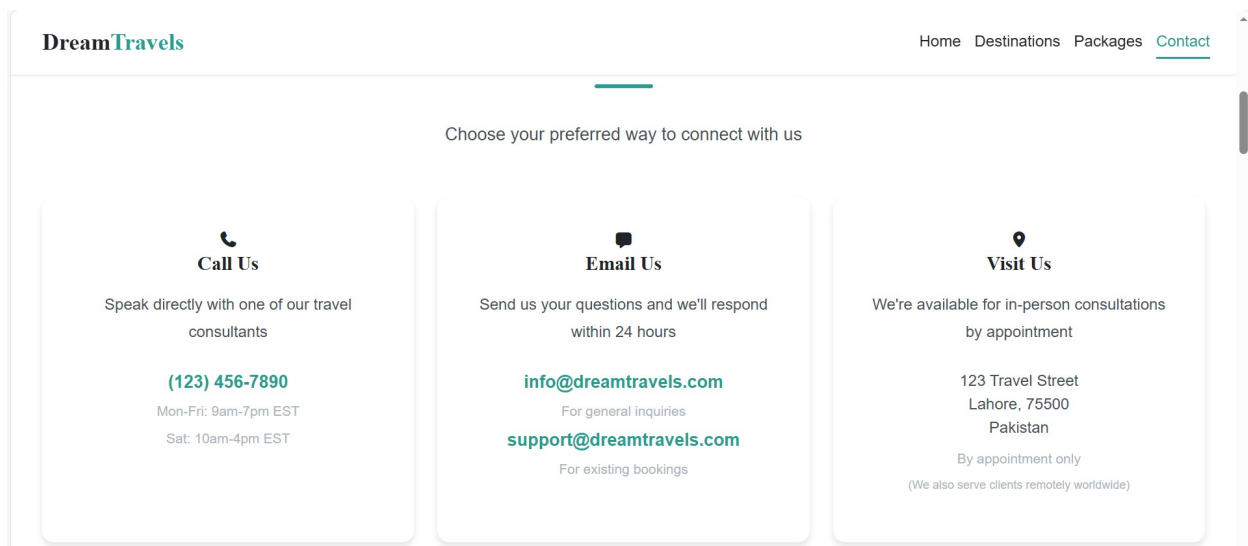 DreamTravels
Home Destinations Packages Contact
Choose your preferred way to connect with us
Call Us
Speak directly with one of our travel
consultants
(123) 456-7890
Mon-Fri: 9am-7pm EST
Sat: 10am-4pm EST
Email Us
Send us your questions and we'll respond
within 24 hours
info@dreamtravels.com
For general inquiries
support@dreamtravels.com
For existing bookings
Visit Us
We're available for in-person consultations
by appointment
123 Travel Street
Lahore, 75500
Pakistan
By appointment only
(We also serve clients remotely worldwide)